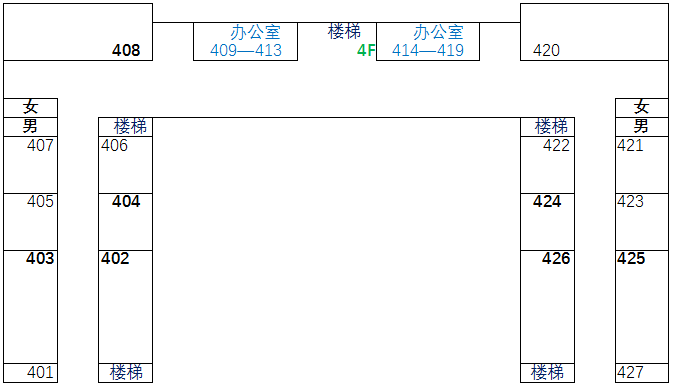 办公室 楼梯 办公室
408 409—413 4F 414—419 420
女 女
男 楼梯 楼梯 男
407 406 422 421
405 404 424 423
403 402 426 425
401 楼梯 楼梯 427